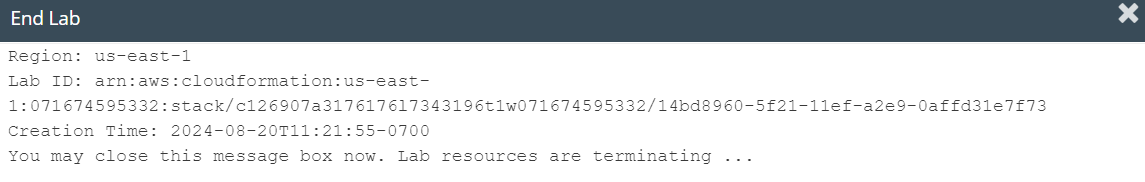 End Lab
Region: us-east-1
Lab ID: arn:aws:cloudformation:us-east-
1:071674595332:stack/c126907a3176176l7343196t1w071674595332/14bd8960-5f21-11ef-a2e9-0affd31e7f73
Creation Time: 2024-08-20T11:21:55-0700
You may close this message box now. Lab resources are terminating ...